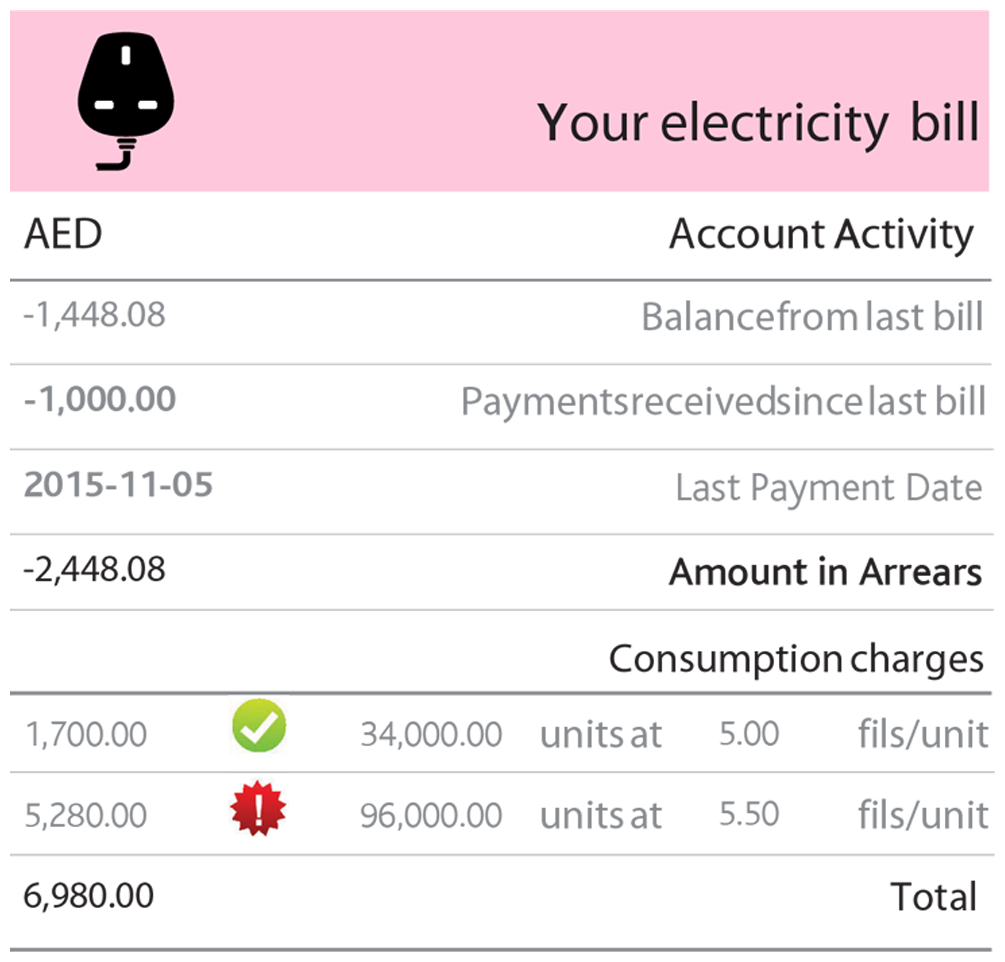 Your electricity bill
AED Account Activity
-1,448.08 Balancefrom last bill
-1,000.00 Paymentsreceivedsince last bill
2015-11-05 Last Payment Date
-2,448.08 Amount in Arrears
Consumption charges
1,700.00 34,000.00 units at 5.00 fils/unit
5,280.00 ! 96,000.00 units at 5.50 fils/unit
6,980.00 Total